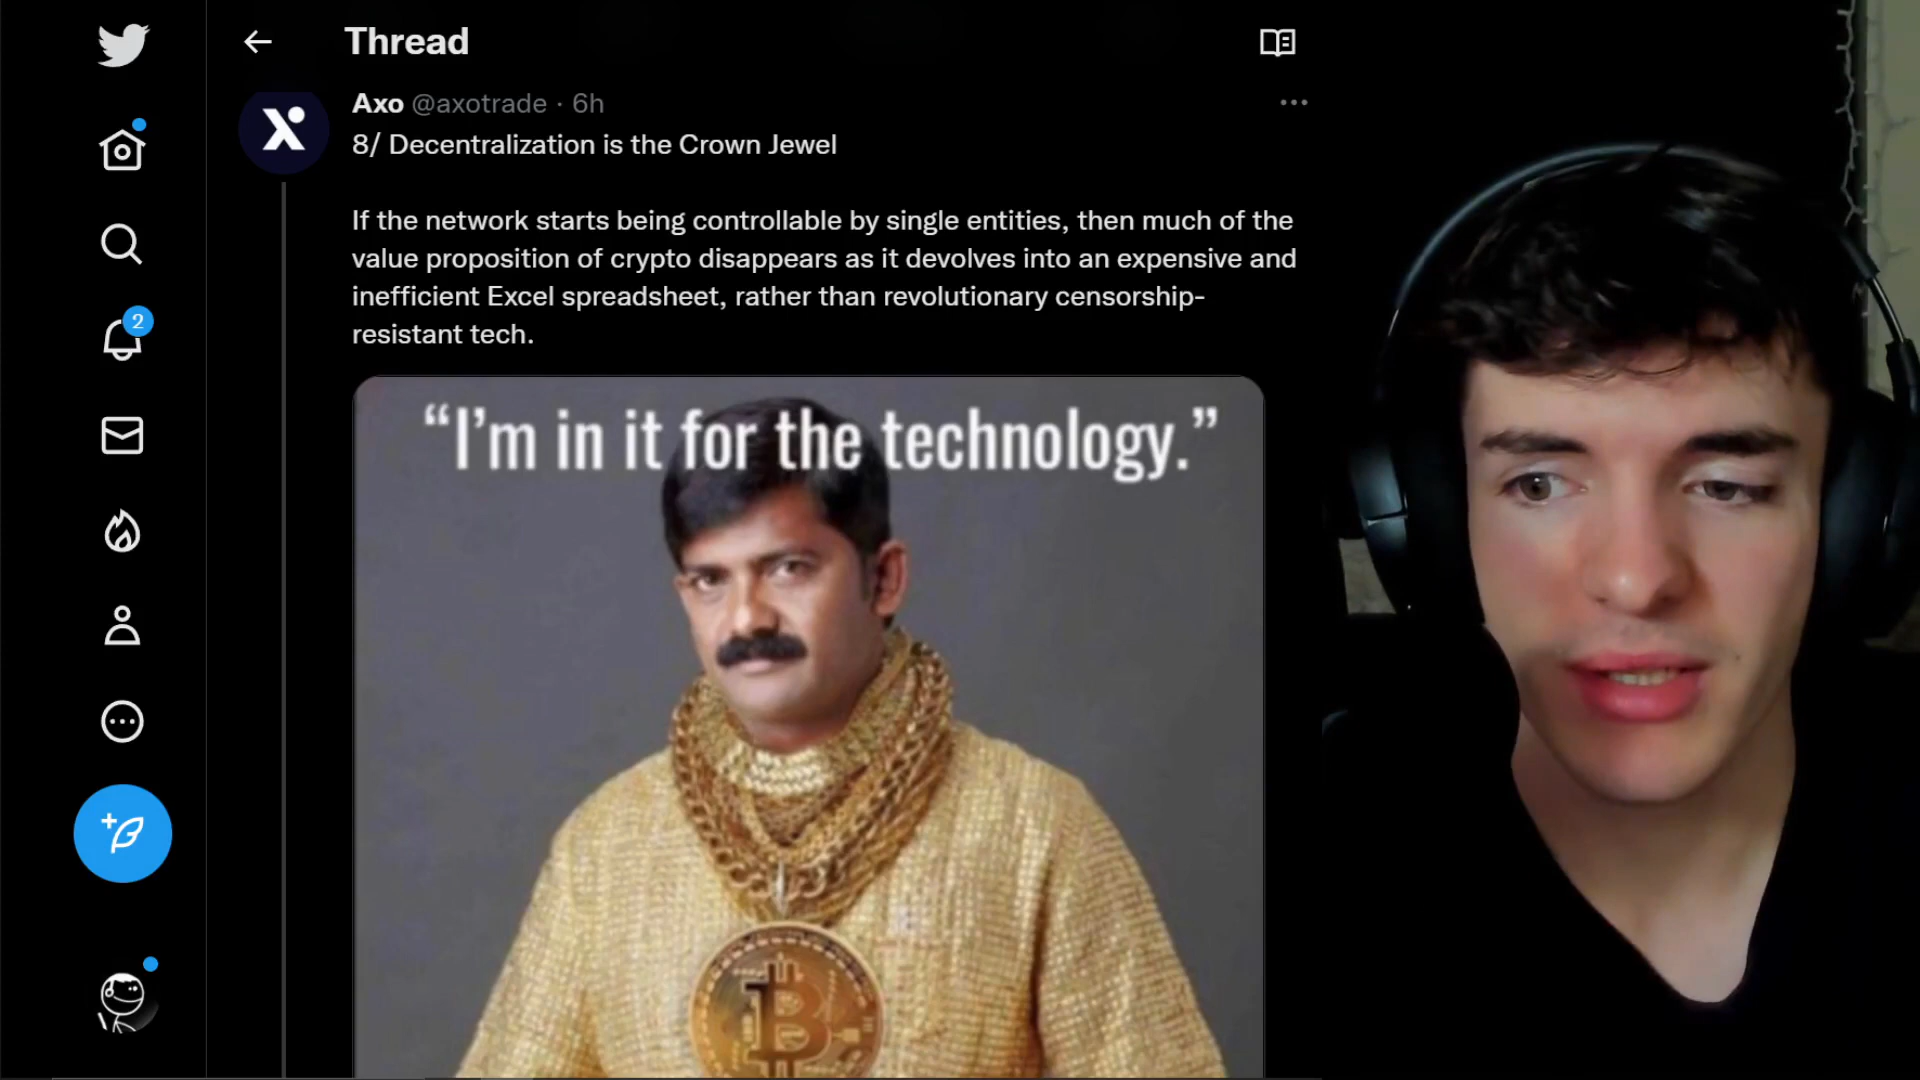 Thread
Axo @axotrade · 6h
8/ Decentralization is the Crown Jewel
If the network starts being controllable by single entities, then much of the
value proposition of crypto disappears as it devolves into an expensive and
inefficient Excel spreadsheet, rather than revolutionary censorship-
resistant tech.
2
“I’m in it for the technology.”